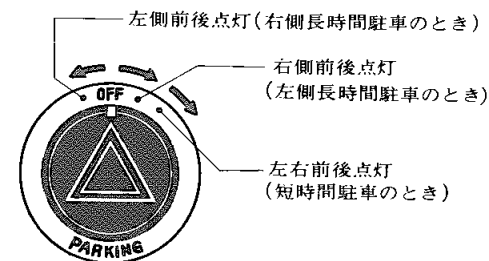 左側前後点灯(右側長時間駐車のとき)
OFF
右側前後点灯
(左側長時間駐車のとき)
左右前後点灯
(短時間駐車のとき)
PARKING